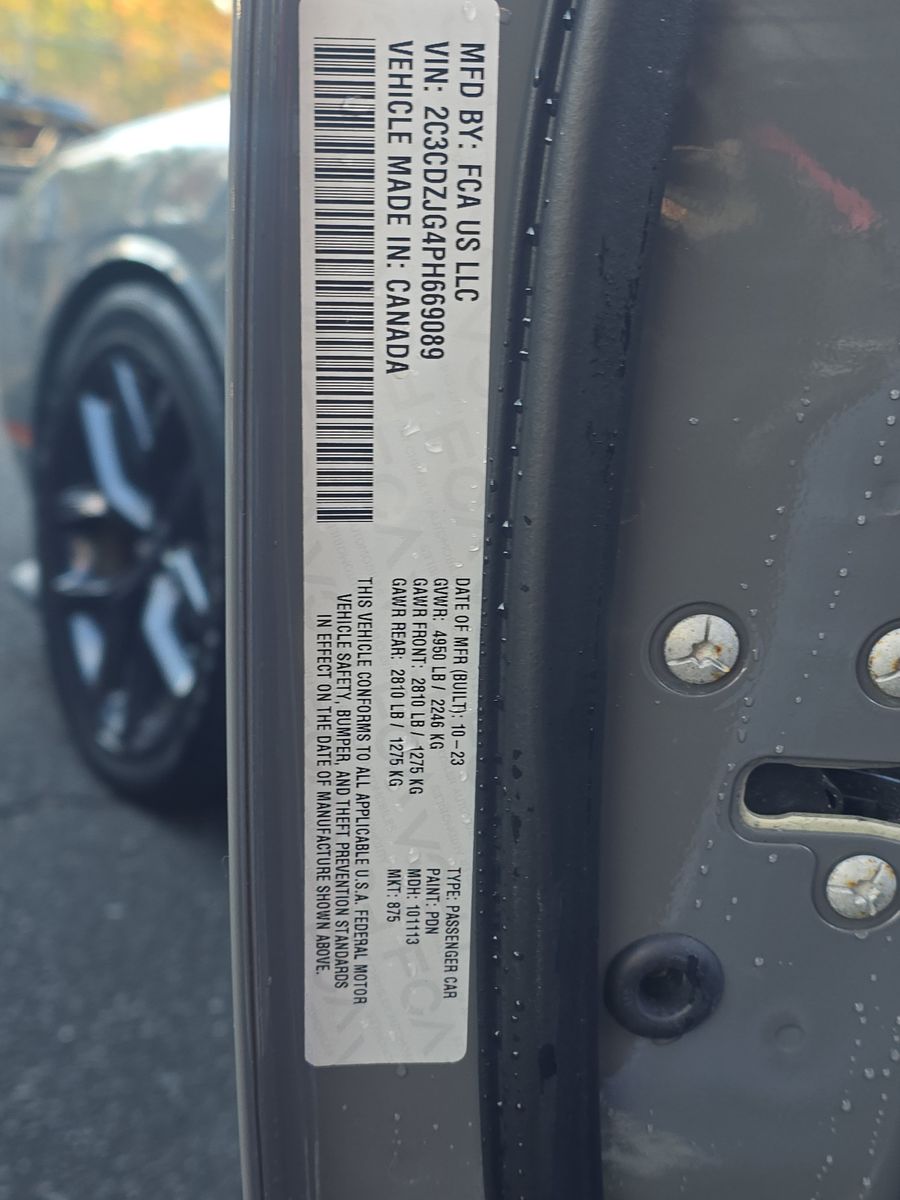 MFD BY: FCA US LLC
VIN: 2C3CDZJG4PH669089
VEHICLE MADE IN: CANADA
DATE OF MFR (BUILT): 10-23
GVWR: 4950 LB / 2246 KG
GAWR FRONT: 2810 LB / 1275 KG
GAWR REAR: 2810 LB / 1275 KG
THIS VEHICLE CONFORMS TO ALL APPLICABLE U.S.A. FEDERAL MOTOR
VEHICLE SAFETY, BUMPER, AND THEFT PREVENTION STANDARDS
IN EFFECT ON THE DATE OF MANUFACTURE SHOWN ABOVE.
TYPE: PASSENGER CAR
PAINT: PDN
MDH: 101113
MKT: 875